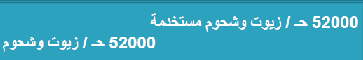 52000 حـ / زيوت وشحوم مستخدمة
52000 حـ / زيوت وشحوم